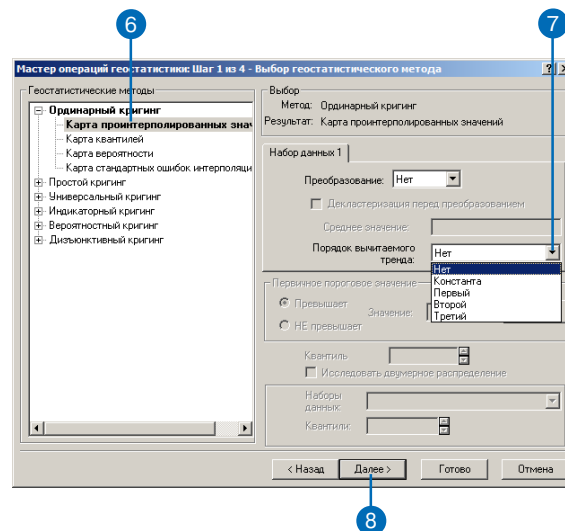 6
7
Мастер операций геостатистики: Шаг 1 из 4 - Выбор геостатистического метода
Геостатистические методы
Ординарный кригинг
Карта проинтерполированных знач
Карта квантилей
Карта вероятности
Карта стандартных ошибок интерполяци
Простой кригинг
Универсальный кригинг
Индикаторный кригинг
Вероятностный кригинг
Дизъюнктивный кригинг
Выбор
Метод: Ординарный кригинг
Результат: Карта проинтерполированных значений
Набор данных 1
Преобразование: Нет
Декластеризация перед преобразованием
Среднее значение:
Порядок вычитаемого тренда: Нет
Нет
Константа
Первый
Второй
Третий
Первичное пороговое значение
Превышает
Значение:
НЕ превышает
Квантиль
Исследовать двумерное распределение
Наборы данных:
Квантили:
< Назад
Далее >
Готово
Отмена
8